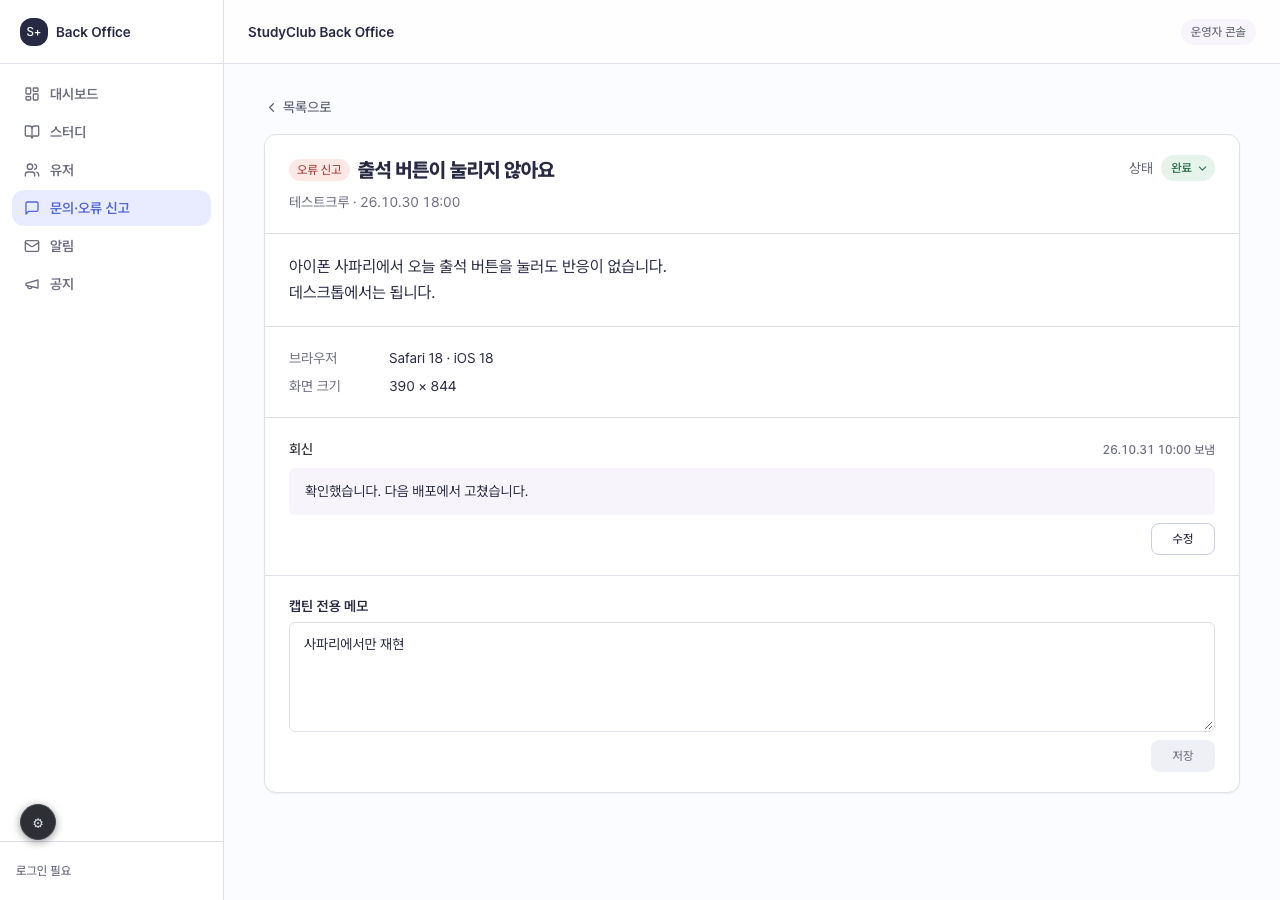 S+ Back Office
StudyClub Back Office
운영자 콘솔
대시보드
스터디
유저
문의·오류 신고
알림
공지
로그인 필요
목록으로
오류 신고 출석 버튼이 눌리지 않아요
상태 완료
테스트크루 · 26.10.30 18:00
아이폰 사파리에서 오늘 출석 버튼을 눌러도 반응이 없습니다.
데스크톱에서는 됩니다.
브라우저 Safari 18 · iOS 18
화면 크기 390 × 844
회신 26.10.31 10:00 보냄
확인했습니다. 다음 배포에서 고쳤습니다.
수정
캡틴 전용 메모
사파리에서만 재현
저장